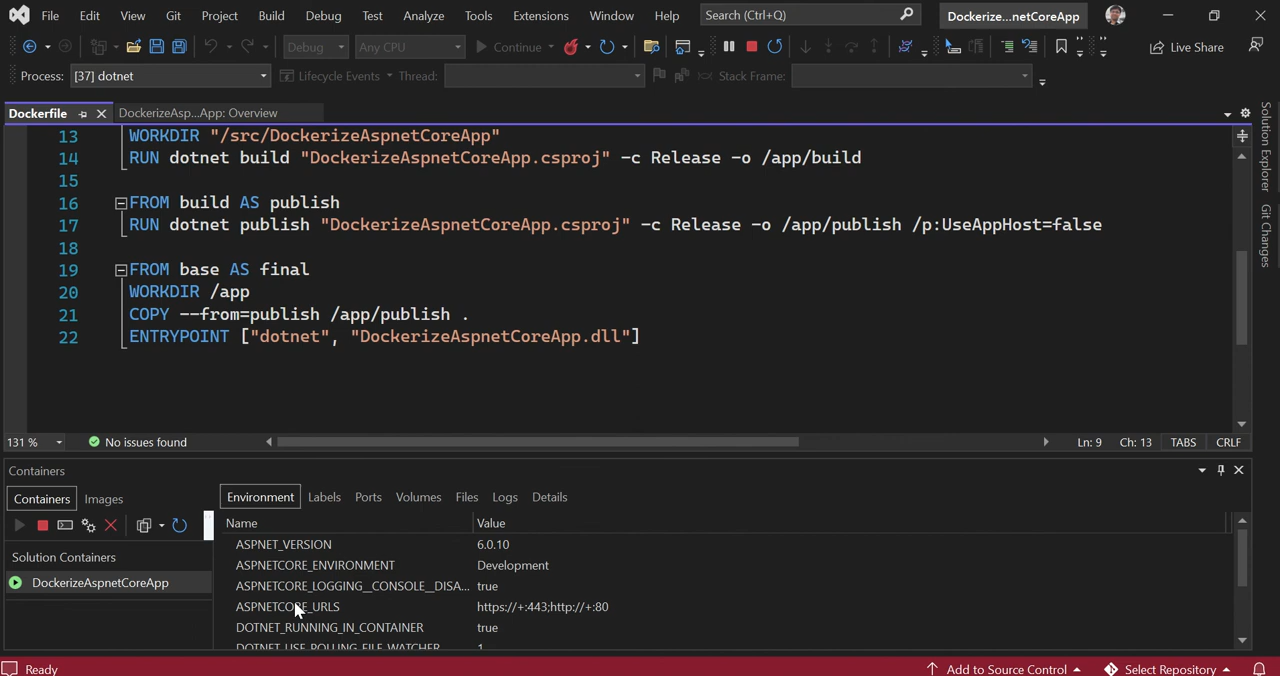 File Edit View Git Project Build Debug Test Analyze Tools Extensions Window Help Search (Ctrl+Q) Dockerize...netCoreApp
Debug Any CPU Continue Live Share
Process: [37] dotnet Lifecycle Events Thread: Stack Frame:
Dockerfile DockerizeAsp...App: Overview
13 WORKDIR "/src/DockerizeAspnetCoreApp"
14 RUN dotnet build "DockerizeAspnetCoreApp.csproj" -c Release -o /app/build
15
16 FROM build AS publish
17 RUN dotnet publish "DockerizeAspnetCoreApp.csproj" -c Release -o /app/publish /p:UseAppHost=false
18
19 FROM base AS final
20 WORKDIR /app
21 COPY --from=publish /app/publish .
22 ENTRYPOINT ["dotnet", "DockerizeAspnetCoreApp.dll"]
Solution Explorer
Git Changes
131 % No issues found Ln: 9 Ch: 13 TABS CRLF
Containers
Containers Images Environment Labels Ports Volumes Files Logs Details
Name Value
Solution Containers
DockerizeAspnetCoreApp
ASPNET_VERSION 6.0.10
ASPNETCORE_ENVIRONMENT Development
ASPNETCORE_LOGGING__CONSOLE__DISA... true
ASPNETCORE_URLS https://+:443;http://+:80
DOTNET_RUNNING_IN_CONTAINER true
DOTNET_USE_POLLING_FILE_WATCHER 1
Ready Add to Source Control Select Repository